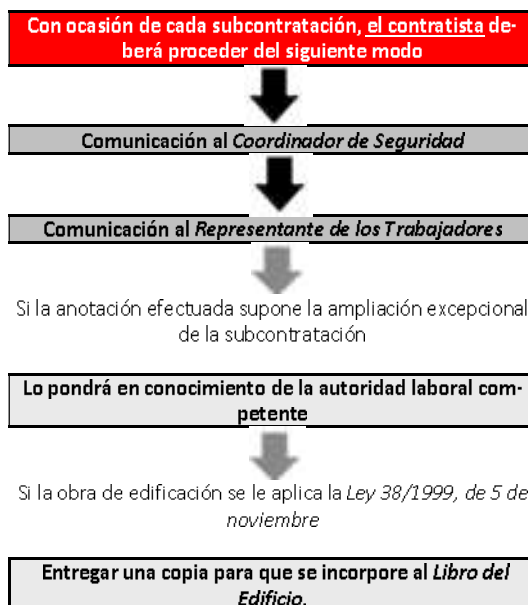 Con ocasión de cada subcontratación, el contratista de-
berá proceder del siguiente modo
Comunicación al Coordinador de Seguridad
Comunicación al Representante de los Trabajadores
Si la anotación efectuada supone la ampliación excepcional
de la subcontratación
Lo pondrá en conocimiento de la autoridad laboral com-
petente
Si la obra de edificación se le aplica la Ley 38/1999, de 5 de
noviembre
Entregar una copia para que se incorpore al Libro del
Edificio.